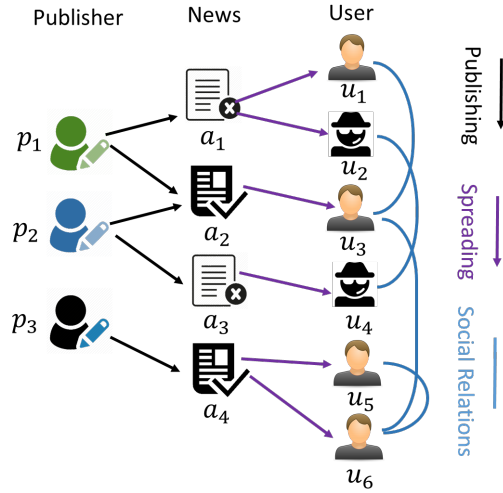 Publisher News User
u1
p1 a1 u2
p2 a2 u3
a3 u4
p3
a4 u5
u6
Publishing
Spreading
Social Relations